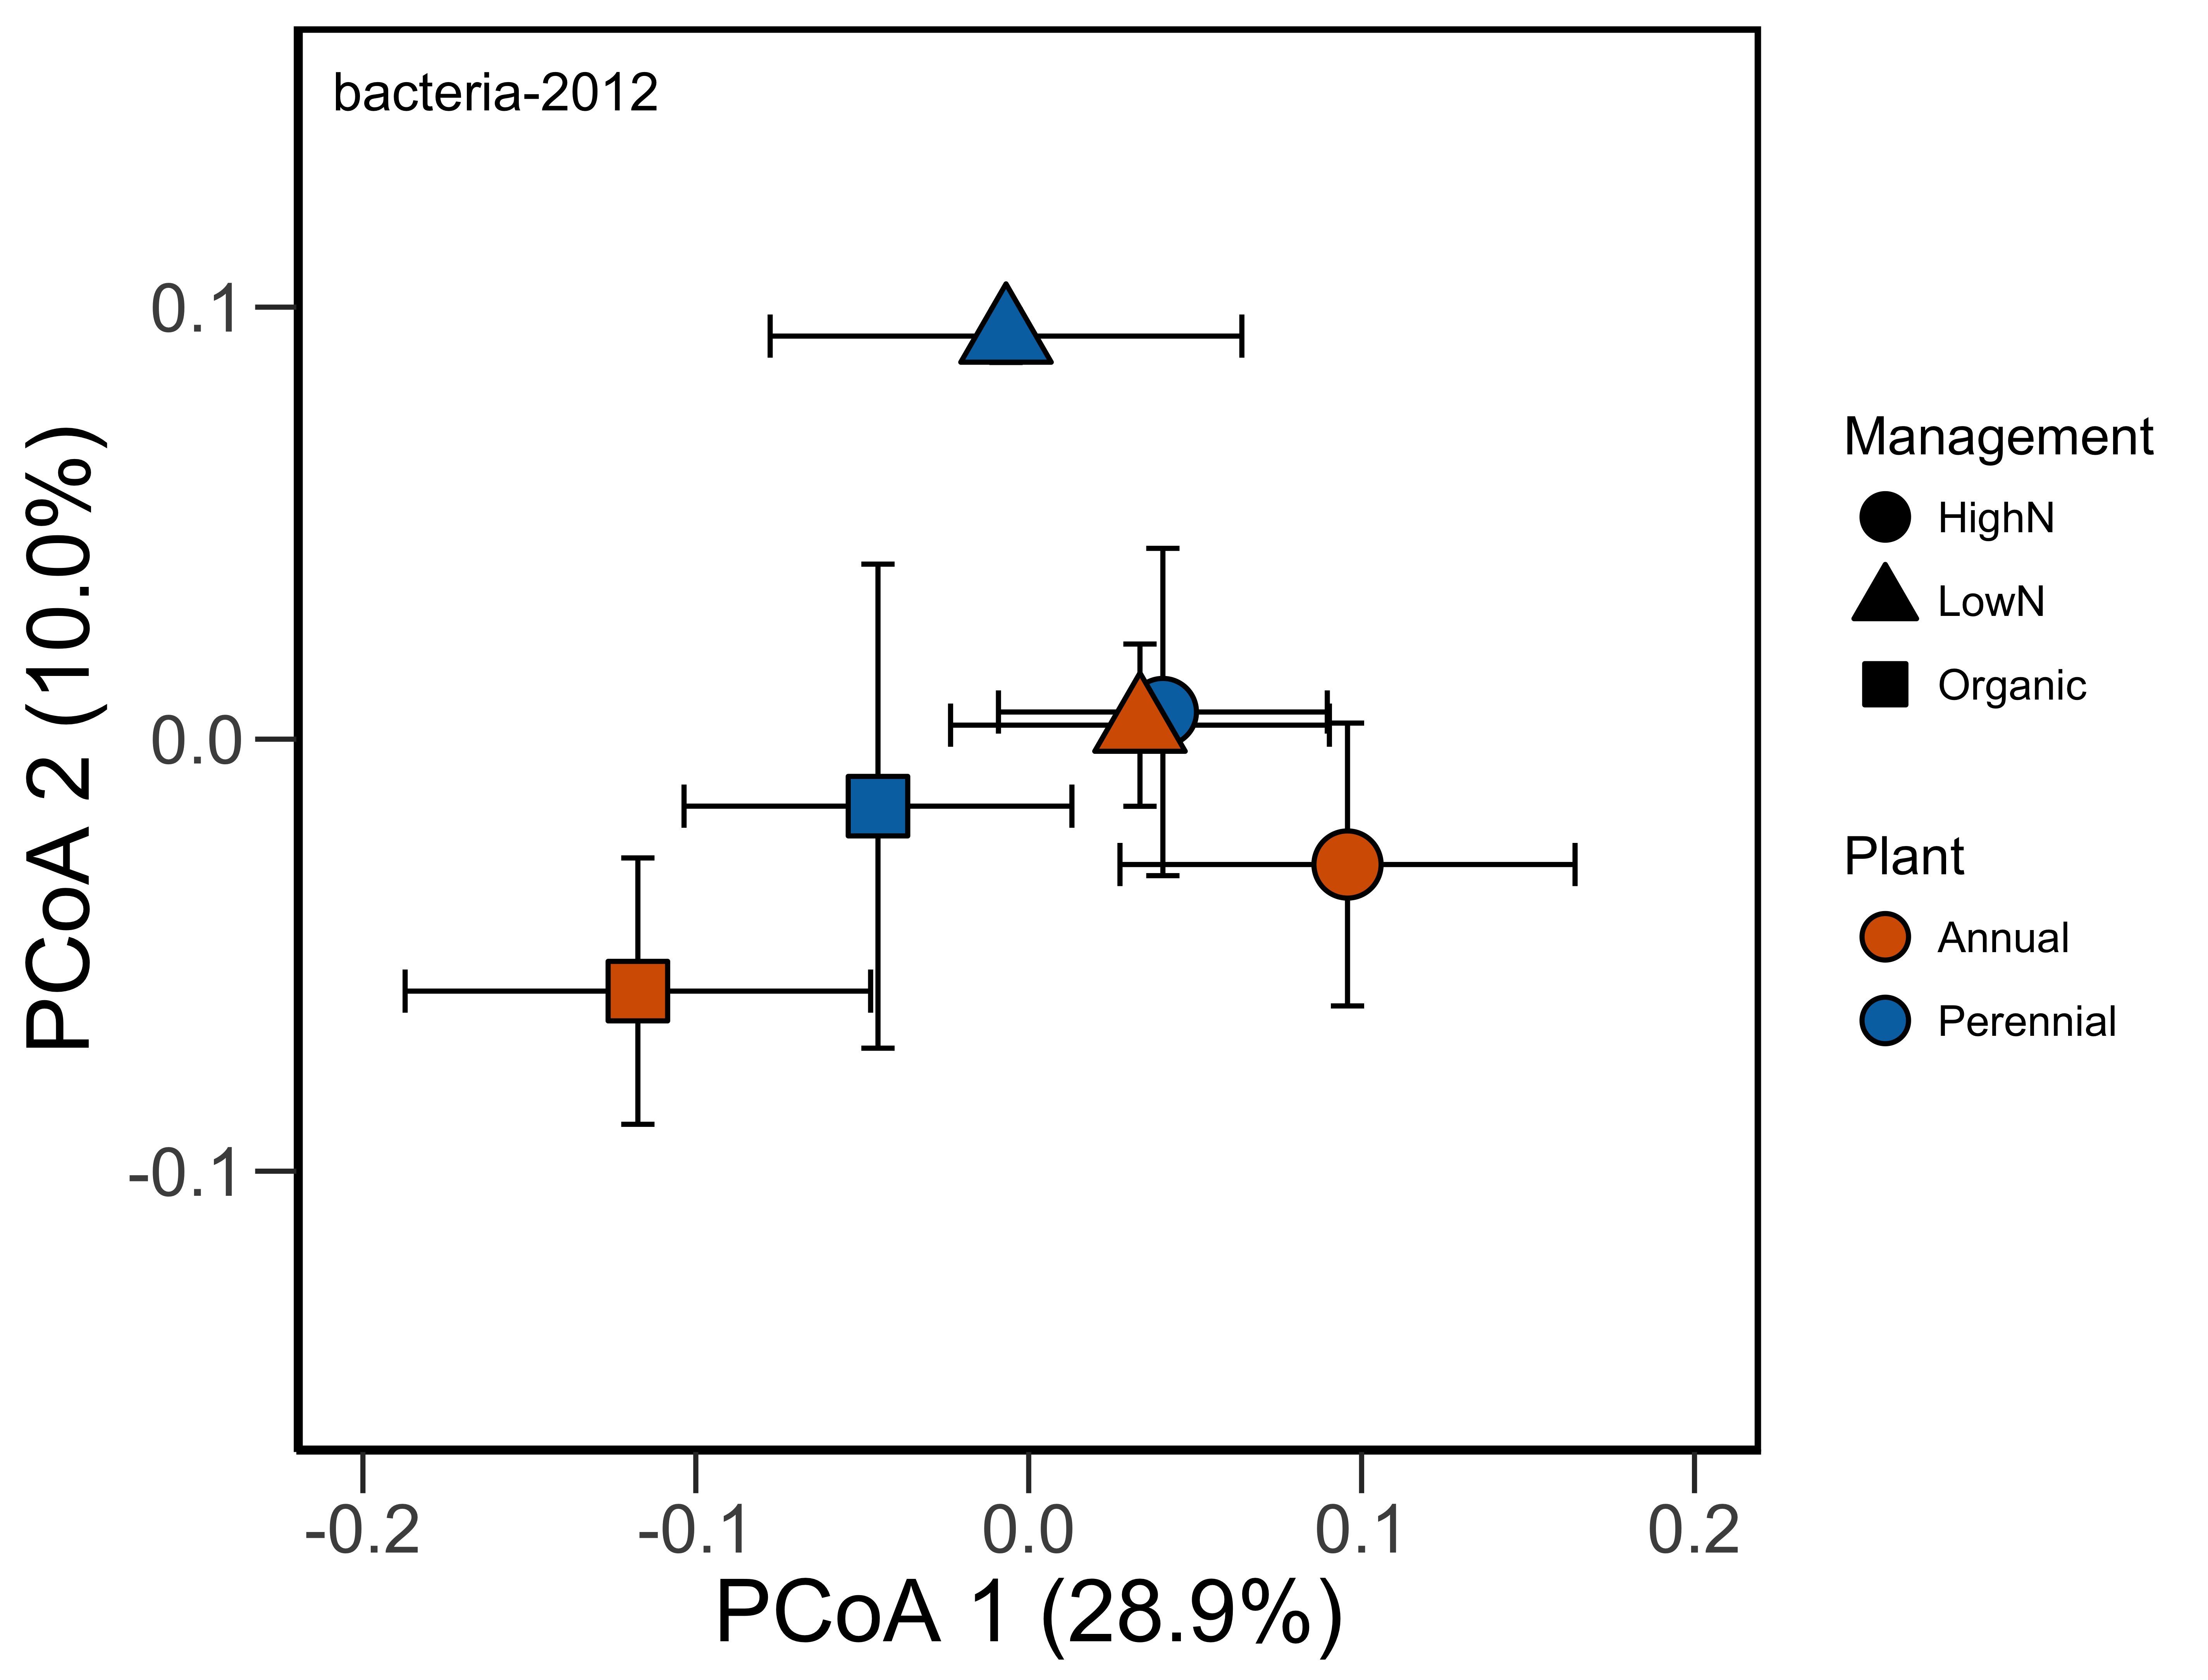 bacteria-2012
0.1
0.0
-0.1
PCoA 2 (10.0%)
-0.2
-0.1
0.0
0.1
0.2
PCoA 1 (28.9%)
Management
HighN
LowN
Organic
Plant
Annual
Perennial